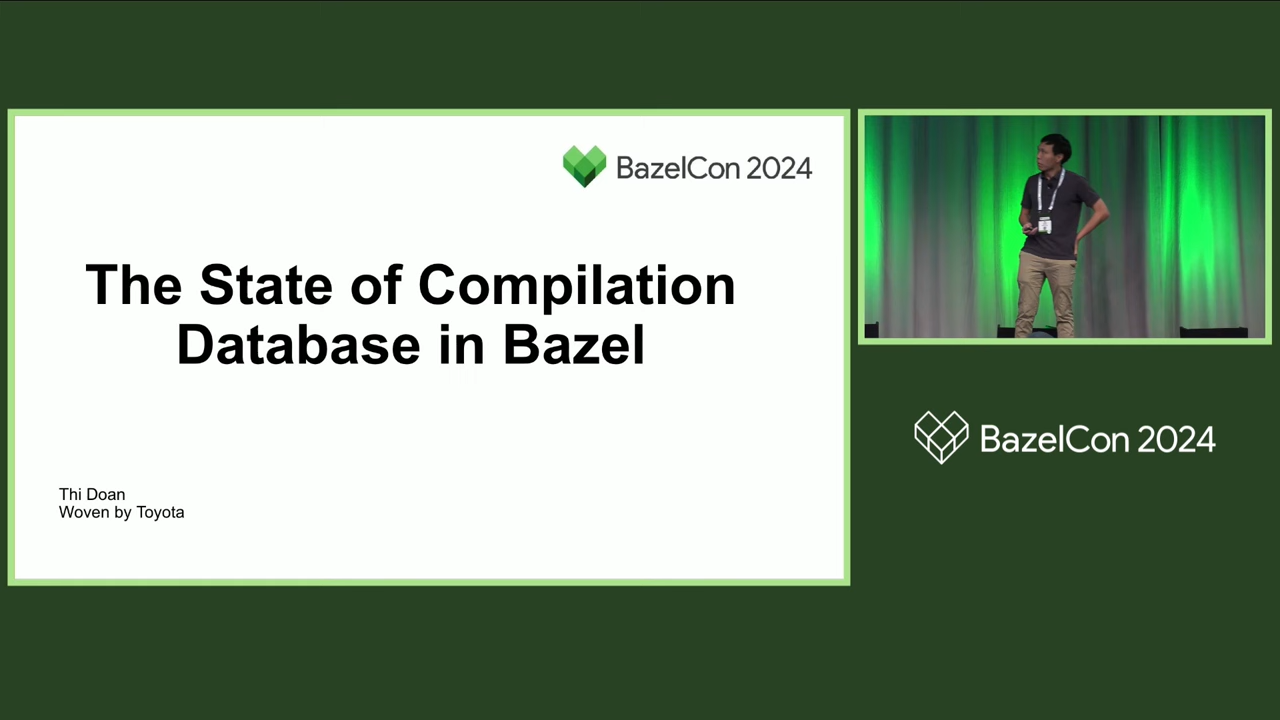 BazelCon 2024
The State of Compilation
Database in Bazel
Thi Doan
Woven by Toyota
BazelCon 2024